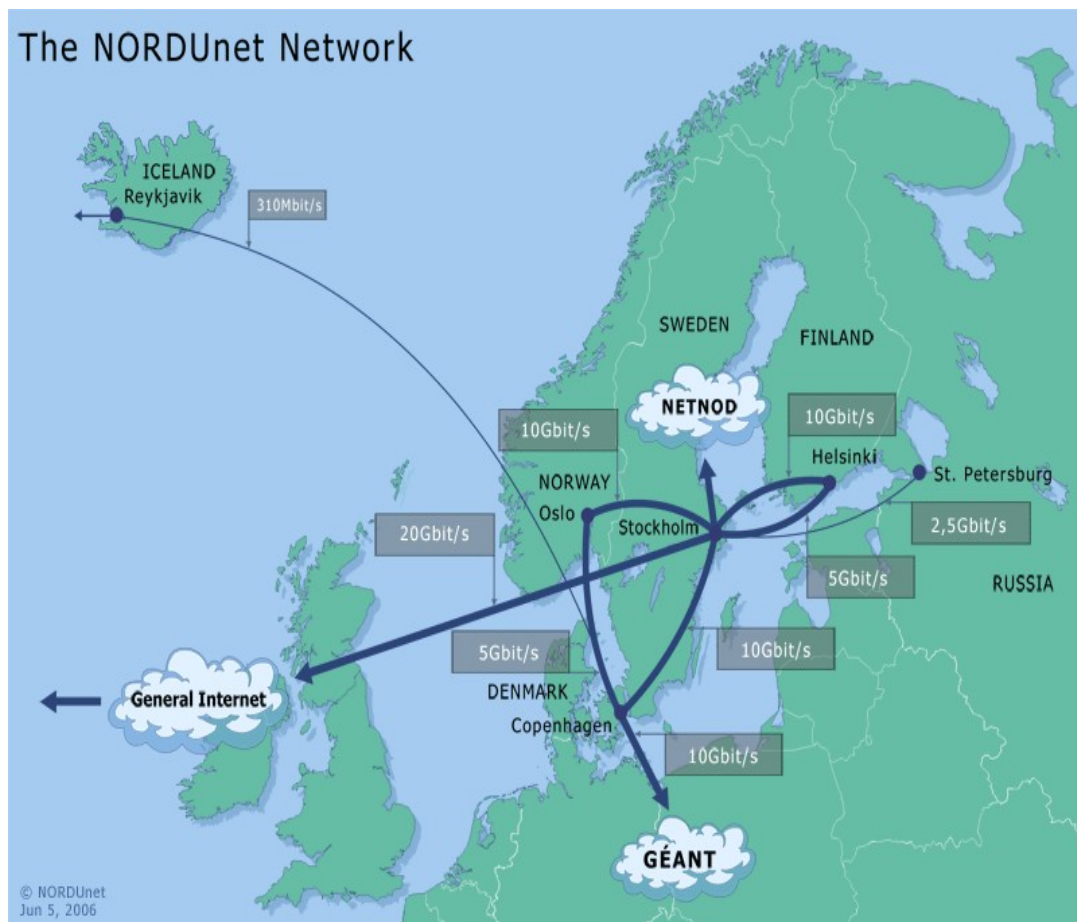 The NORDUnet Network
ICELAND
Reykjavik
310Mbit/s
SWEDEN
FINLAND
NETNOD
10Gbit/s
10Gbit/s
Helsinki
St. Petersburg
NORWAY
Oslo
Stockholm
20Gbit/s
2,5Gbit/s
5Gbit/s
RUSSIA
5Gbit/s
10Gbit/s
DENMARK
General Internet
Copenhagen
10Gbit/s
GÉANT
© NORDUnet
Jun 5, 2006